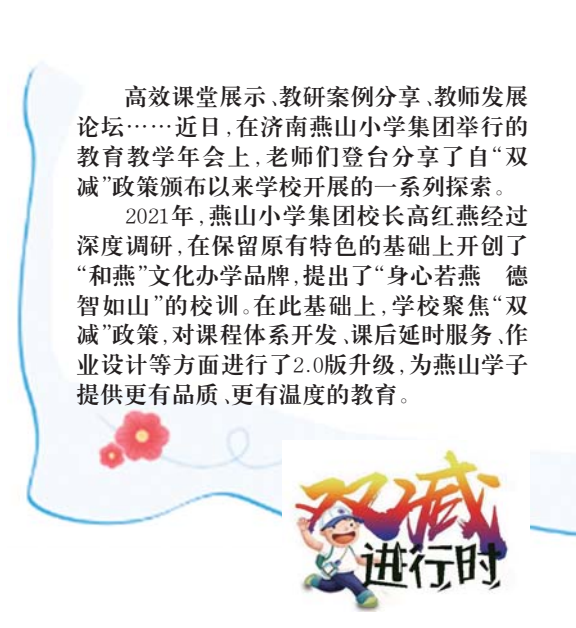 高效课堂展示、教研案例分享、教师发展
论坛……近日,在济南燕山小学集团举行的
教育教学年会上,老师们登台分享了自“双
减”政策颁布以来学校开展的一系列探索。
2021年,燕山小学集团校长高红燕经过
深度调研,在保留原有特色的基础上开创了
“和燕”文化办学品牌,提出了“身心若燕　德
智如山”的校训。在此基础上,学校聚焦“双
减”政策,对课程体系开发、课后延时服务、作
业设计等方面进行了2.0版升级,为燕山学子
提供更有品质、更有温度的教育。
双减
进行时